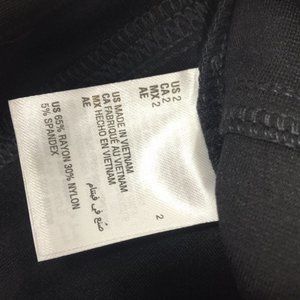 US 2
CA 2
MX 2
2
US MADE IN VIETNAM
CA FABRIQUÉ AU VIETNAM
MX HECHO EN VIETNAM
AE صنع في فيتنام
US 65% RAYON 30% NYLON
5% SPANDEX